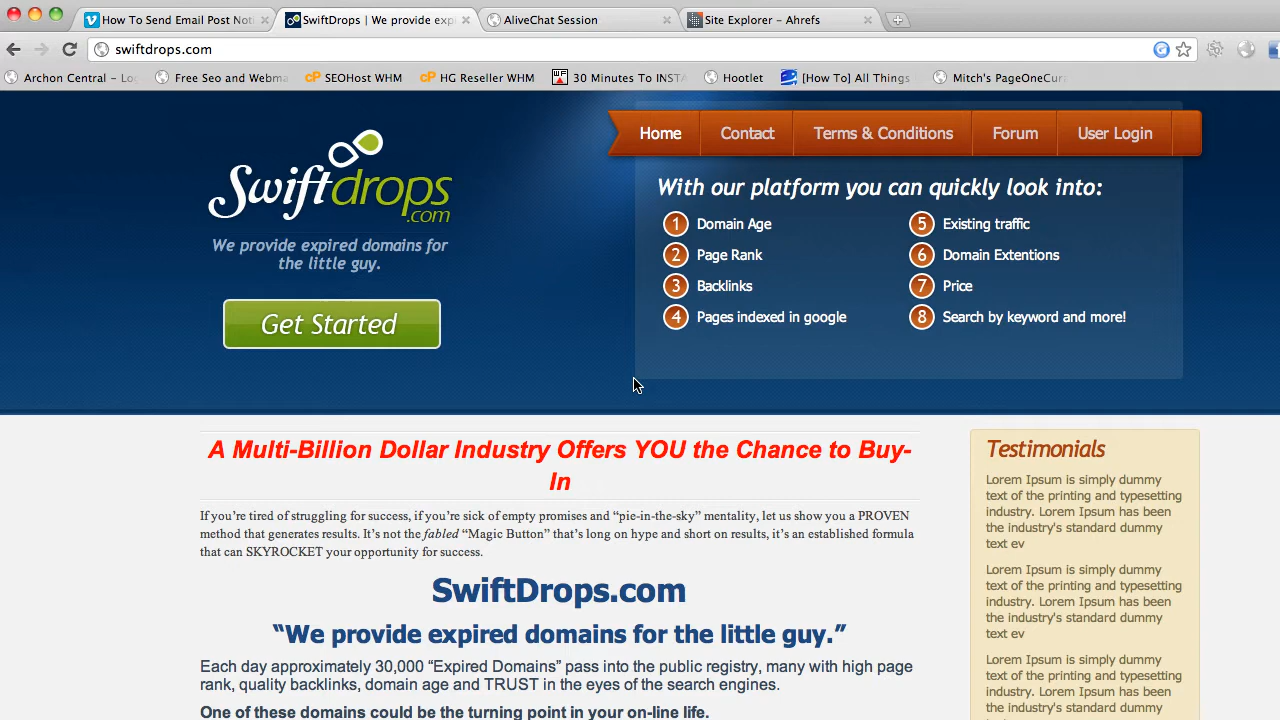 How To Send Email Post Not
SwiftDrops | We provide exp
AliveChat Session
Site Explorer – Ahrefs
swiftdrops.com
Archon Central – Lo
Free Seo and Webma
SEOHost WHM
HG Reseller WHM
30 Minutes To INSTA
Hootlet
[How To] All Things
Mitch's PageOneCur
Swiftdrops
.com
We provide expired domains for
the little guy.
Get Started
Home
Contact
Terms & Conditions
Forum
User Login
With our platform you can quickly look into:
1 Domain Age
2 Page Rank
3 Backlinks
4 Pages indexed in google
5 Existing traffic
6 Domain Extentions
7 Price
8 Search by keyword and more!
A Multi-Billion Dollar Industry Offers YOU the Chance to Buy-
In
If you're tired of struggling for success, if you're sick of empty promises and “pie-in-the-sky” mentality, let us show you a PROVEN
method that generates results. It's not the fabled “Magic Button” that's long on hype and short on results, it's an established formula
that can SKYROCKET your opportunity for success.
SwiftDrops.com
“We provide expired domains for the little guy.”
Each day approximately 30,000 “Expired Domains” pass into the public registry, many with high page
rank, quality backlinks, domain age and TRUST in the eyes of the search engines.
One of these domains could be the turning point in your on-line life.
Testimonials
Lorem Ipsum is simply dummy
text of the printing and typesetting
industry. Lorem Ipsum has been
the industry's standard dummy
text ev
Lorem Ipsum is simply dummy
text of the printing and typesetting
industry. Lorem Ipsum has been
the industry's standard dummy
text ev
Lorem Ipsum is simply dummy
text of the printing and typesetting
industry. Lorem Ipsum has been